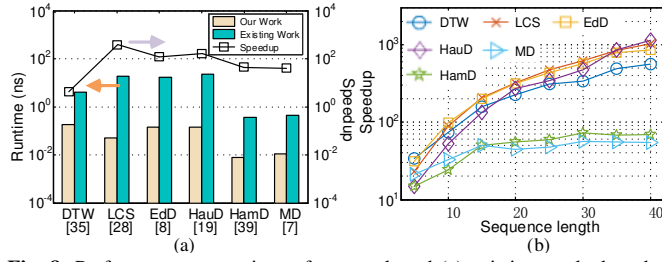 (a)
Our Work
Existing Work
Speedup
Runtime (ns)
10^4
10^2
10^0
10^-2
10^-4
10^4
10^2
10^0
10^-2
10^-4
Speedup
DTW LCS EdD HauD HamD MD
[35] [28] [8] [19] [39] [7]
(a)
(b)
DTW LCS EdD
HauD MD
HamD
Speedup
10^3
10^2
10^1
10 20 30 40
Sequence length
(b)